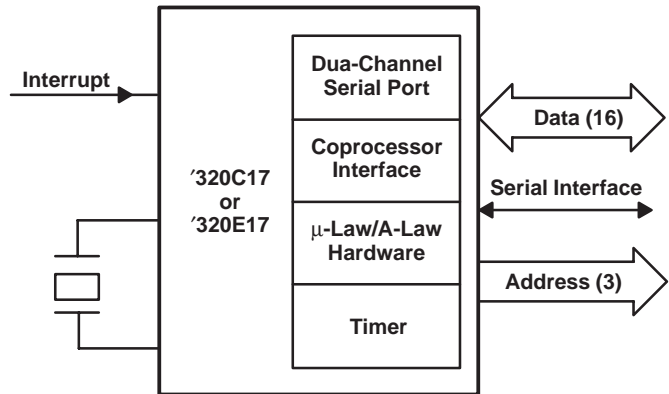 Interrupt
′320C17
or
′320E17
Dua-Channel
Serial Port
Coprocessor
Interface
μ-Law/A-Law
Hardware
Timer
Data (16)
Serial Interface
Address (3)